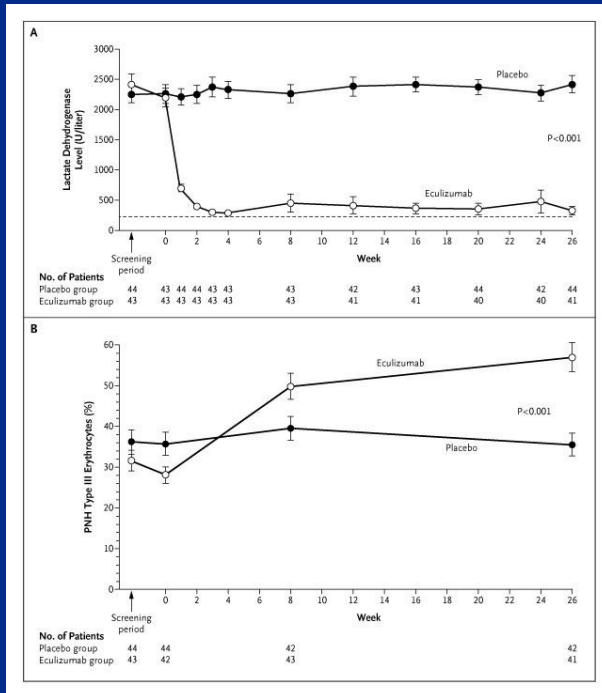 A
Lactate Dehydrogenase
Level (U/liter)
3000
2500
2000
1500
1000
500
0
Placebo
P<0.001
Eculizumab
0 2 4 6 8 10 12 14 16 18 20 22 24 26
Screening
period
Week
No. of Patients
Placebo group 44 43 44 44 43 43 43 42 43 44 42 44
Eculizumab group 43 43 43 43 43 43 43 41 41 40 40 41
B
PNH Type III Erythrocytes (%)
60
50
40
30
20
10
0
Eculizumab
P<0.001
Placebo
0 2 4 6 8 10 12 14 16 18 20 22 24 26
Screening
period
Week
No. of Patients
Placebo group 44 44 42 42
Eculizumab group 43 42 43 41